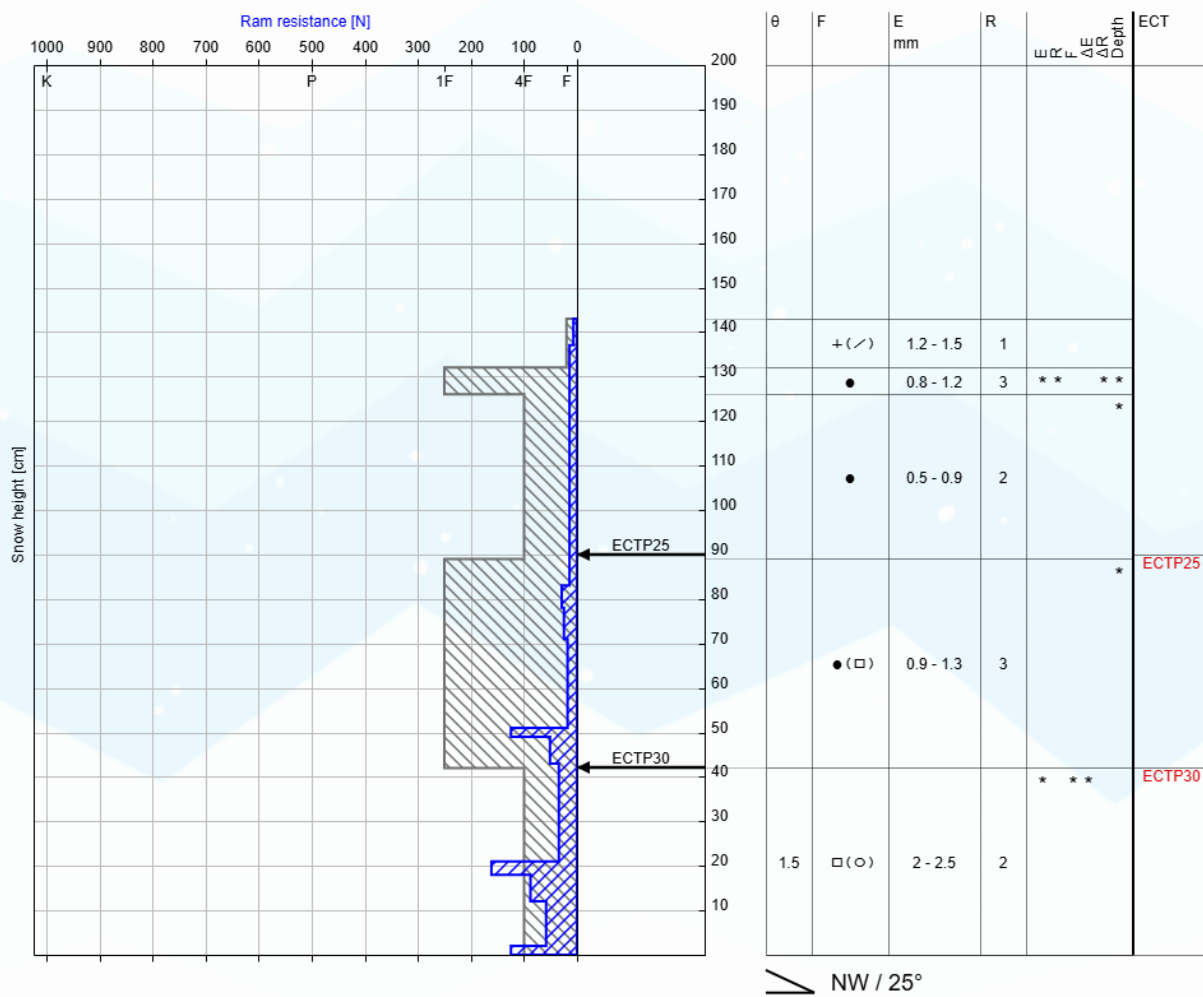 Ram resistance [N]
1000 900 800 700 600 500 400 300 200 100 0
K P 1F 4F F
Snow height [cm]
200
190
180
170
160
150
140
130
120
110
100
90
80
70
60
50
40
30
20
10
ECTP25
ECTP30
θ F E R E R F ΔE ΔR Depth ECT
mm
+(⁄) 1.2 - 1.5 1
● 0.8 - 1.2 3 * * * *
*
● 0.5 - 0.9 2
ECTP25
*
●(□) 0.9 - 1.3 3
ECTP30
* * *
1.5 □(○) 2 - 2.5 2
NW / 25°